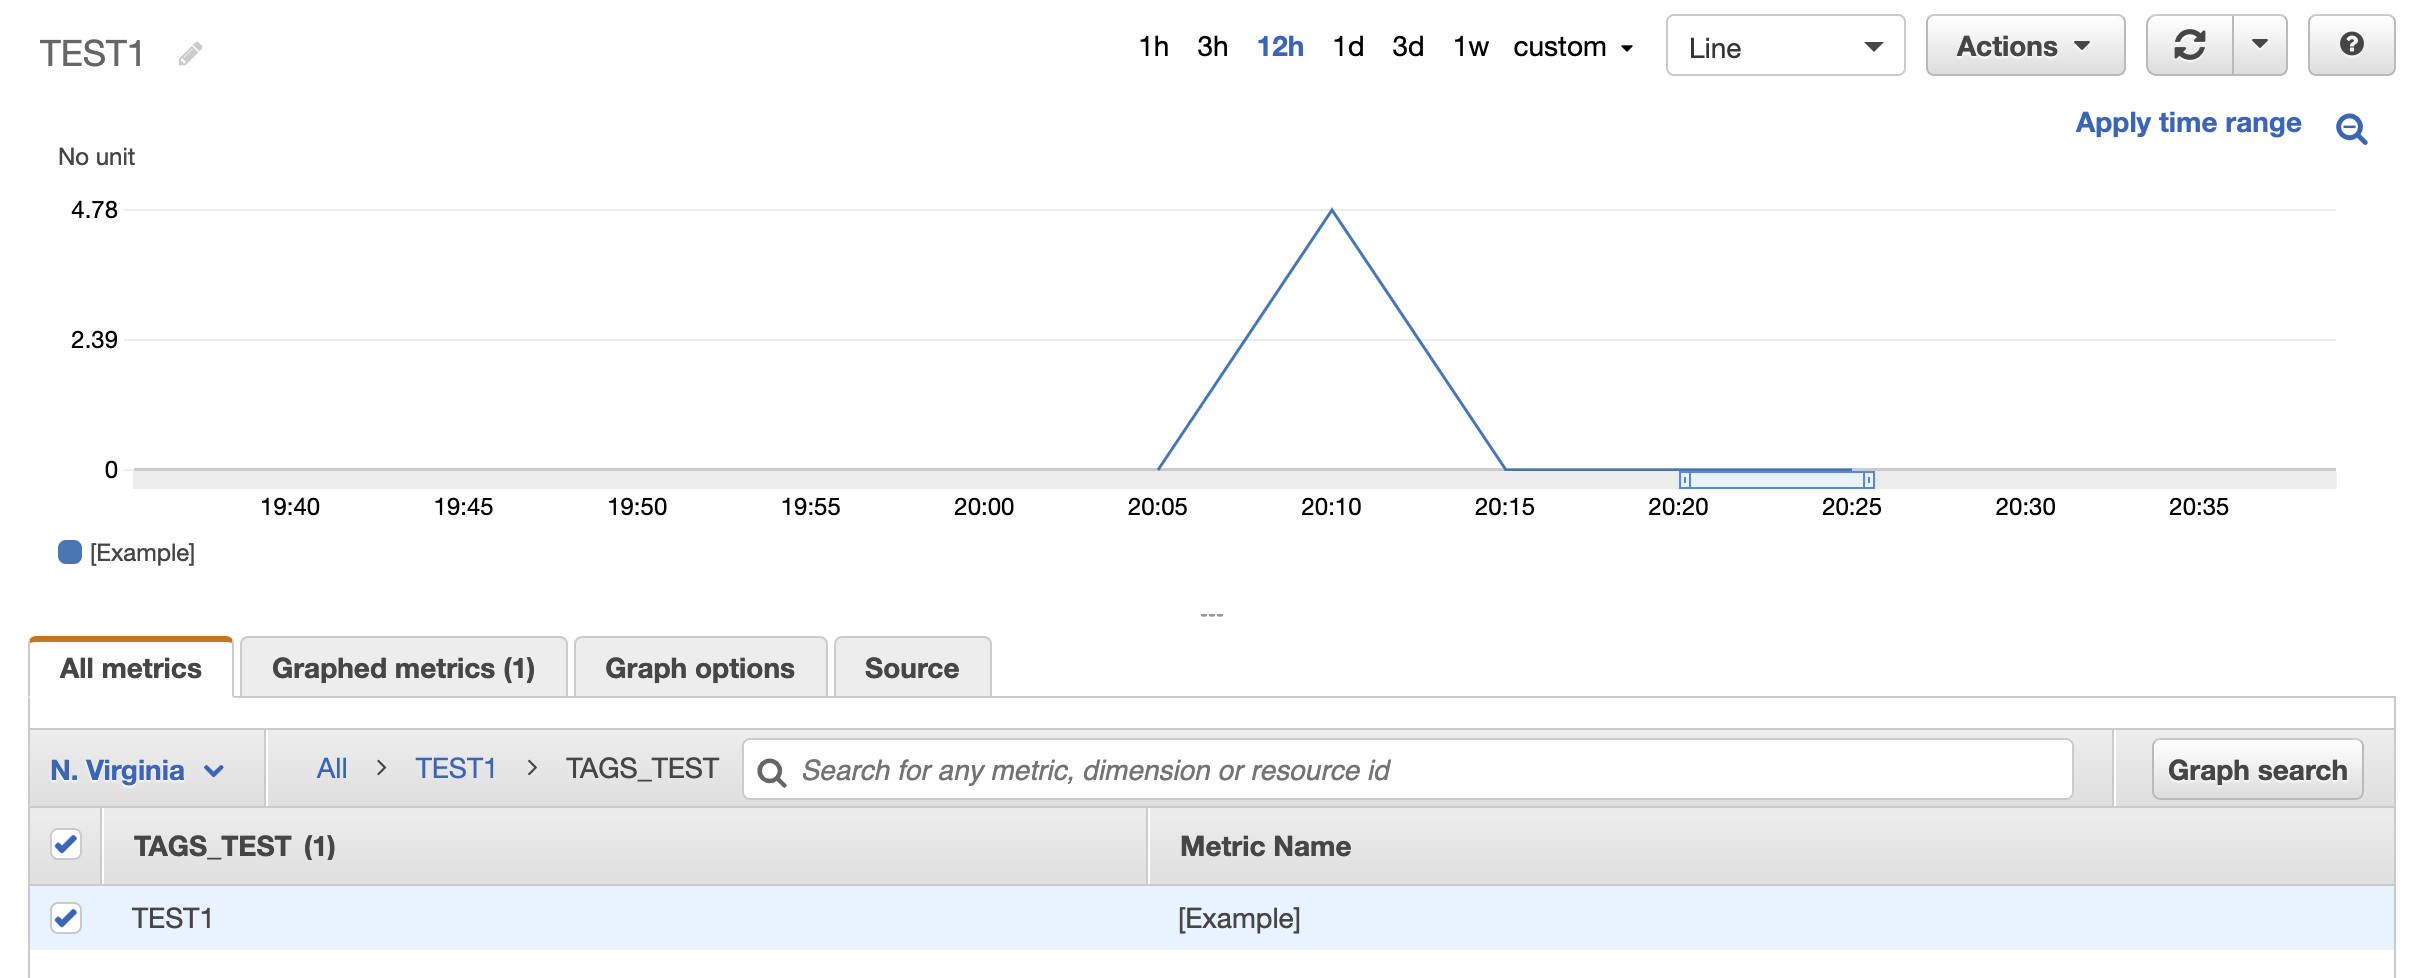 TEST1
1h 3h 12h 1d 3d 1w custom
Line
Actions
Apply time range
No unit
4.78
2.39
0
19:40 19:45 19:50 19:55 20:00 20:05 20:10 20:15 20:20 20:25 20:30 20:35
[Example]
All metrics
Graphed metrics (1)
Graph options
Source
N. Virginia
All > TEST1 > TAGS_TEST
Search for any metric, dimension or resource id
Graph search
TAGS_TEST (1)
Metric Name
TEST1
[Example]